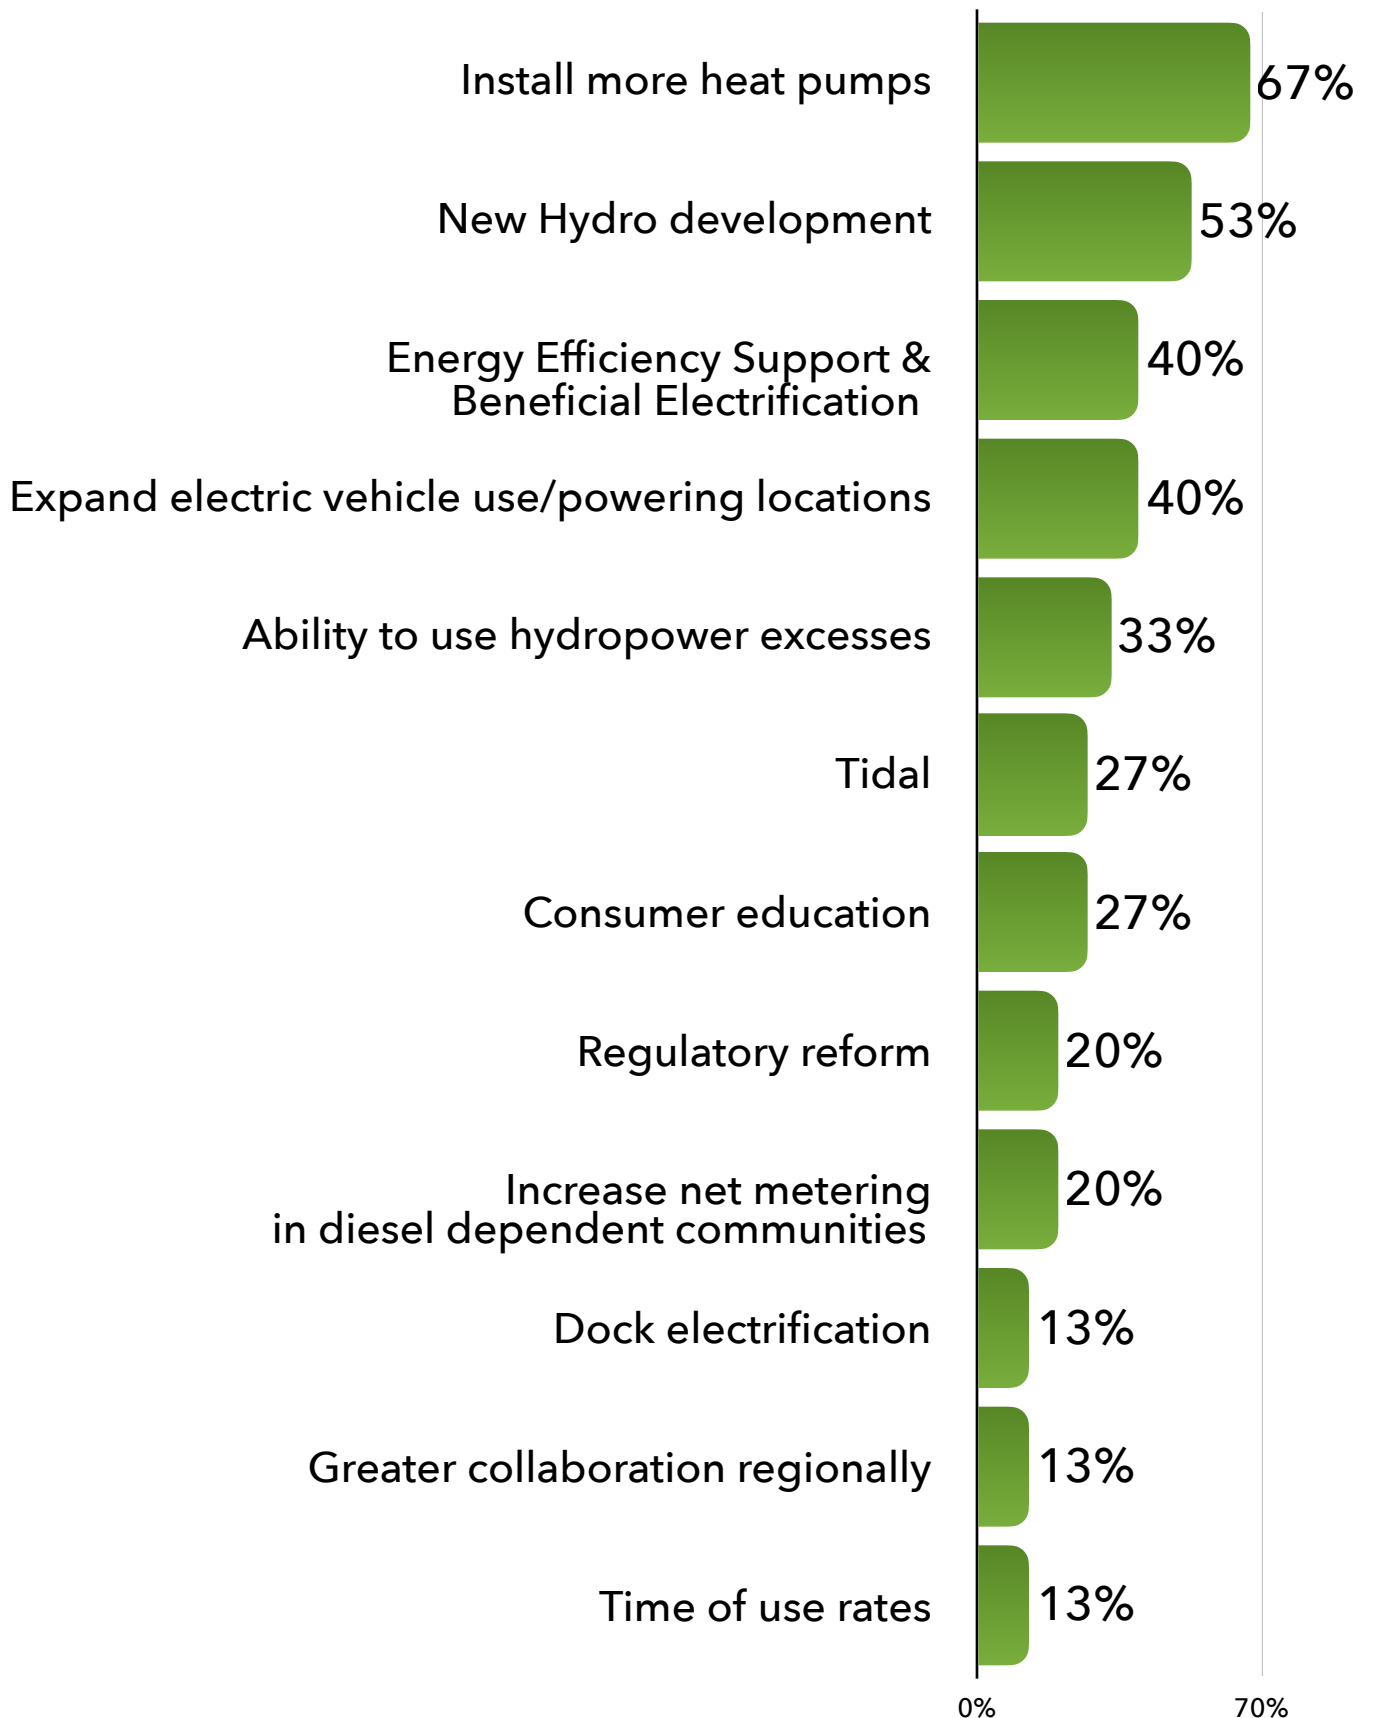 Install more heat pumps 67%
New Hydro development 53%
Energy Efficiency Support & 40%
Beneficial Electrification
Expand electric vehicle use/powering locations 40%
Ability to use hydropower excesses 33%
Tidal 27%
Consumer education 27%
Regulatory reform 20%
Increase net metering 20%
in diesel dependent communities
Dock electrification 13%
Greater collaboration regionally 13%
Time of use rates 13%
0% 70%